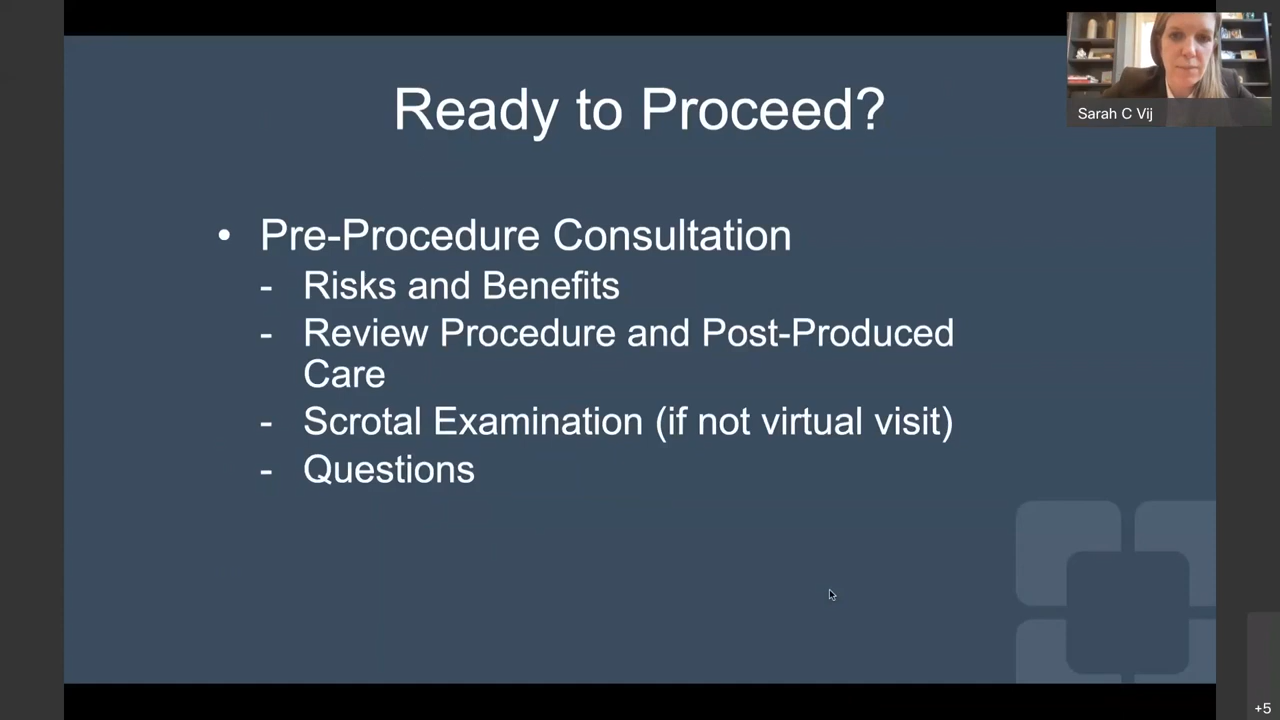 Ready to Proceed?
• Pre-Procedure Consultation
- Risks and Benefits
- Review Procedure and Post-Produced
Care
- Scrotal Examination (if not virtual visit)
- Questions
Sarah C Vij
+5